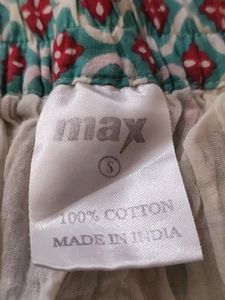 max
S
100% COTTON
MADE IN INDIA